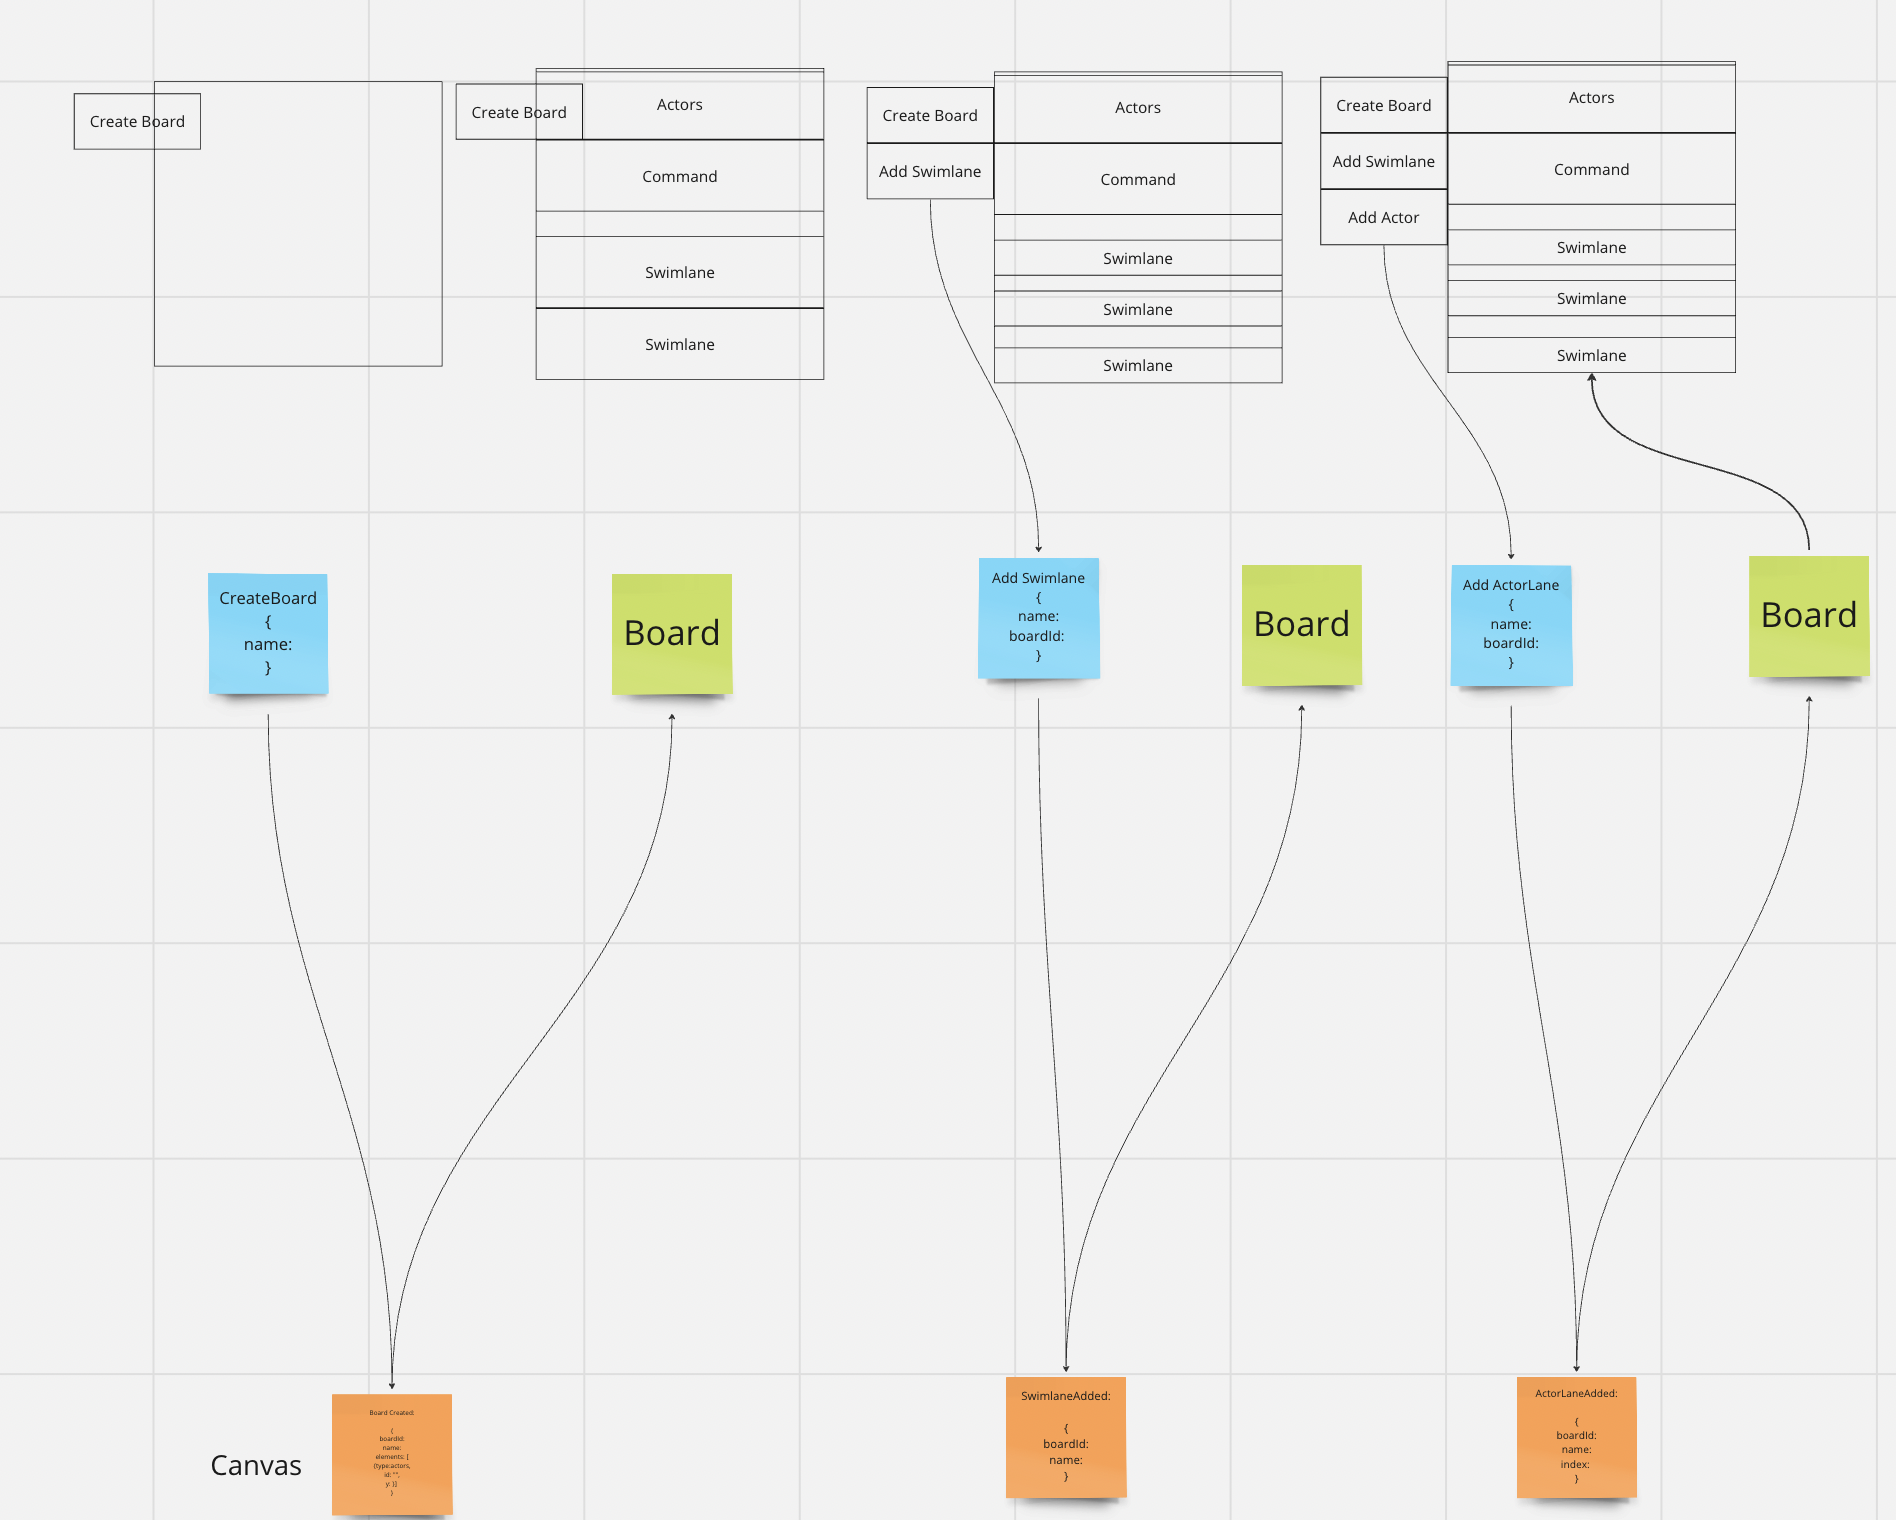 Create Board
Create Board
Actors
Command
Swimlane
Swimlane
Create Board
Add Swimlane
Actors
Command
Swimlane
Swimlane
Swimlane
Create Board
Add Swimlane
Add Actor
Actors
Command
Swimlane
Swimlane
Swimlane
CreateBoard
{
name:
}
Board
Add Swimlane
{
name:
boardId:
}
Board
Add ActorLane
{
name:
boardId:
}
Board
Canvas
Board Created:
{
boardId:
name:
elements: [
{type:actors,
id: "",
y: }]
}
SwimlaneAdded:
{
boardId:
name:
}
ActorLaneAdded:
{
boardId:
name:
index:
}